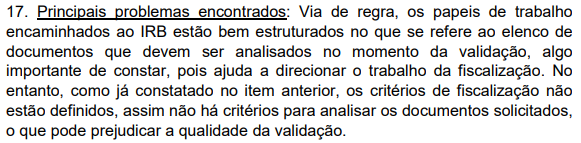 17. Principais problemas encontrados: Via de regra, os papeis de trabalho
encaminhados ao IRB estão bem estruturados no que se refere ao elenco de
documentos que devem ser analisados no momento da validação, algo
importante de constar, pois ajuda a direcionar o trabalho da fiscalização. No
entanto, como já constatado no item anterior, os critérios de fiscalização não
estão definidos, assim não há critérios para analisar os documentos solicitados,
o que pode prejudicar a qualidade da validação.